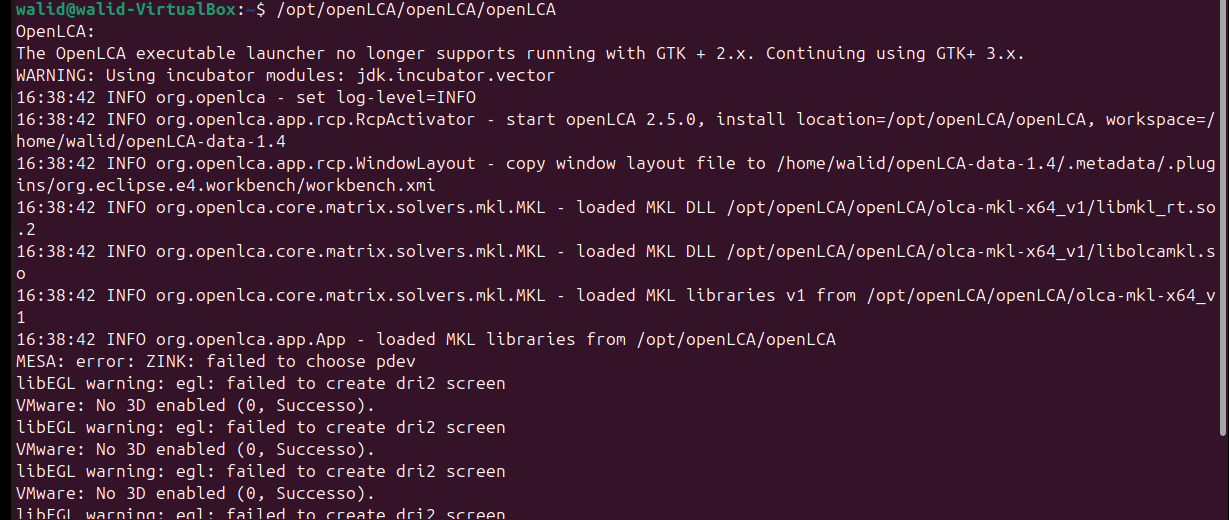 walid@walid-VirtualBox:~$ /opt/openLCA/openLCA/openLCA
OpenLCA:
The OpenLCA executable launcher no longer supports running with GTK + 2.x. Continuing using GTK+ 3.x.
WARNING: Using incubator modules: jdk.incubator.vector
16:38:42 INFO org.openlca - set log-level=INFO
16:38:42 INFO org.openlca.app.rcp.RcpActivator - start openLCA 2.5.0, install location=/opt/openLCA/openLCA, workspace=/
home/walid/openLCA-data-1.4
16:38:42 INFO org.openlca.app.rcp.WindowLayout - copy window layout file to /home/walid/openLCA-data-1.4/.metadata/.plug
ins/org.eclipse.e4.workbench/workbench.xmi
16:38:42 INFO org.openlca.core.matrix.solvers.mkl.MKL - loaded MKL DLL /opt/openLCA/openLCA/olca-mkl-x64_v1/libmkl_rt.so
.2
16:38:42 INFO org.openlca.core.matrix.solvers.mkl.MKL - loaded MKL DLL /opt/openLCA/openLCA/olca-mkl-x64_v1/libolcamkl.s
o
16:38:42 INFO org.openlca.core.matrix.solvers.mkl.MKL - loaded MKL libraries v1 from /opt/openLCA/openLCA/olca-mkl-x64_v
1
16:38:42 INFO org.openlca.app.App - loaded MKL libraries from /opt/openLCA/openLCA
MESA: error: ZINK: failed to choose pdev
libEGL warning: egl: failed to create dri2 screen
VMware: No 3D enabled (0, Successo).
libEGL warning: egl: failed to create dri2 screen
VMware: No 3D enabled (0, Successo).
libEGL warning: egl: failed to create dri2 screen
VMware: No 3D enabled (0, Successo).
libEGL warning: egl: failed to create dri2 screen